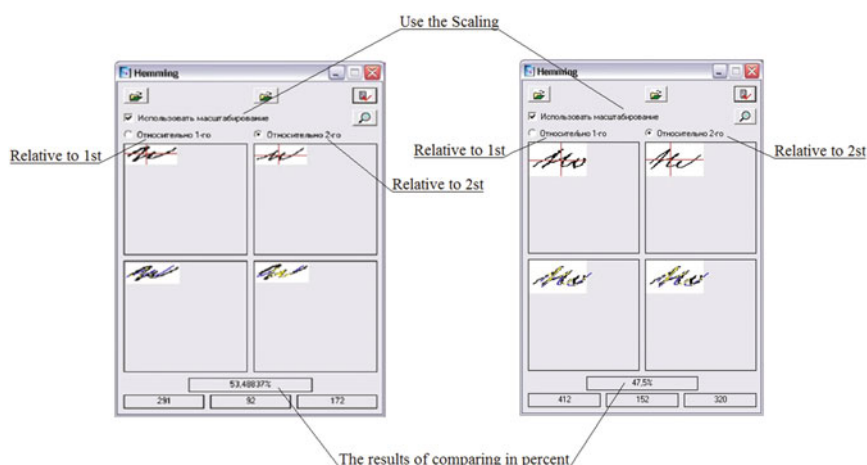 Use the Scaling
Hemming
Hemming
Использовать масштабирование
Использовать масштабирование
Относительно 1-го
Относительно 2-го
Относительно 1-го
Относительно 2-го
Relative to 1st
Relative to 2st
Relative to 1st
Relative to 2st
53,48837%
47,5%
291
92
172
412
152
320
The results of comparing in percent